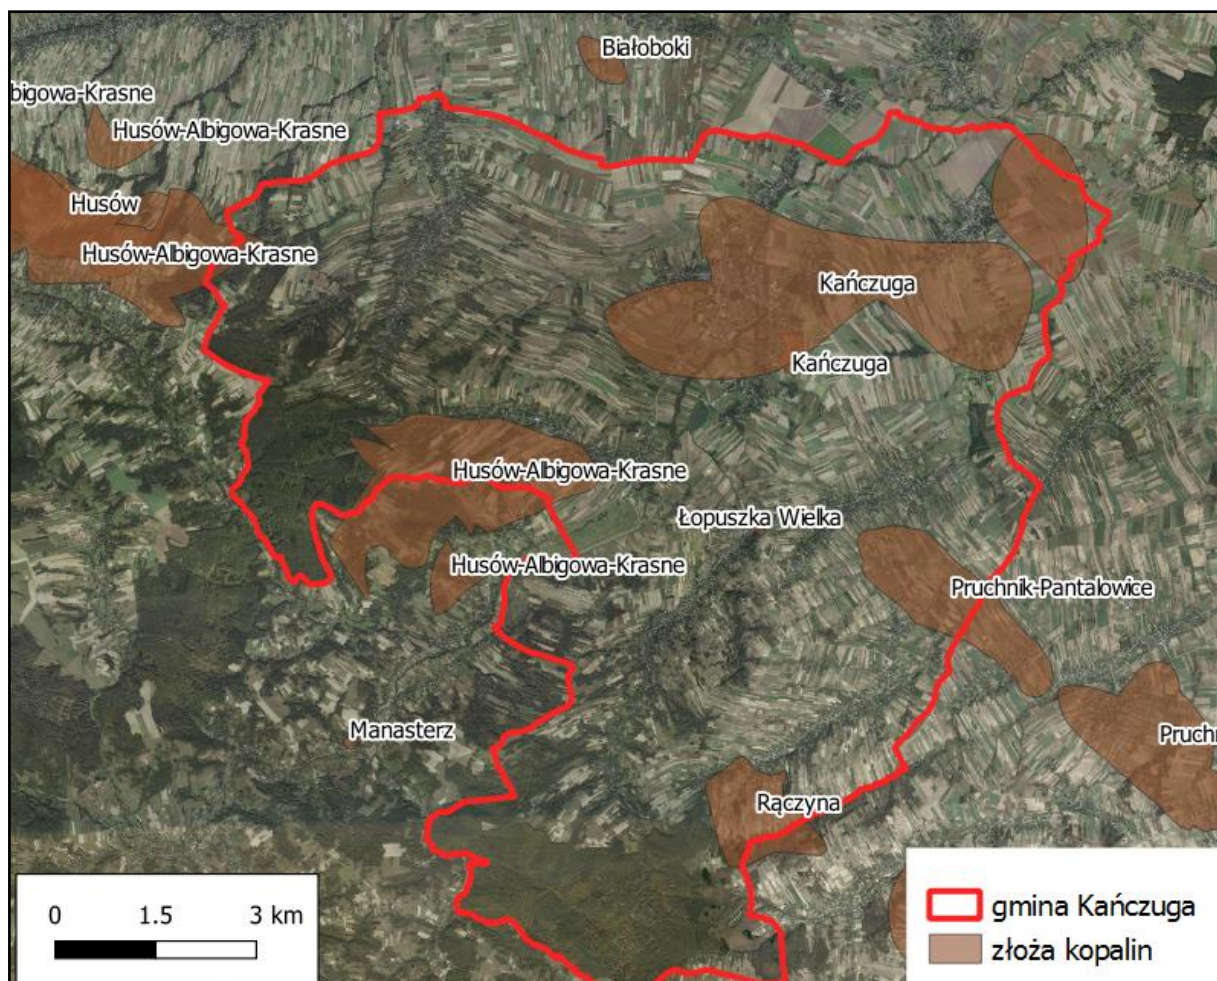 Białoboki
bigowa-Krasne
Husów-Albigowa-Krasne
Husów
Husów-Albigowa-Krasne
Kańczuga
Kańczuga
Husów-Albigowa-Krasne
Łopuszka Wielka
Husów-Albigowa-Krasne
Pruchnik-Pantalowice
Manasterz
Pruchn
Rączyna
0 1.5 3 km
gmina Kańczuga
złoża kopalin